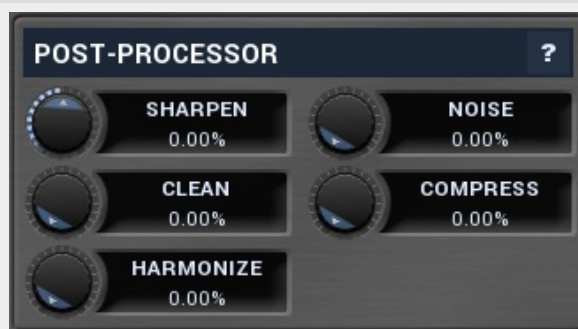 POST-PROCESSOR ?
SHARPEN
0.00%
NOISE
0.00%
CLEAN
0.00%
COMPRESS
0.00%
HARMONIZE
0.00%